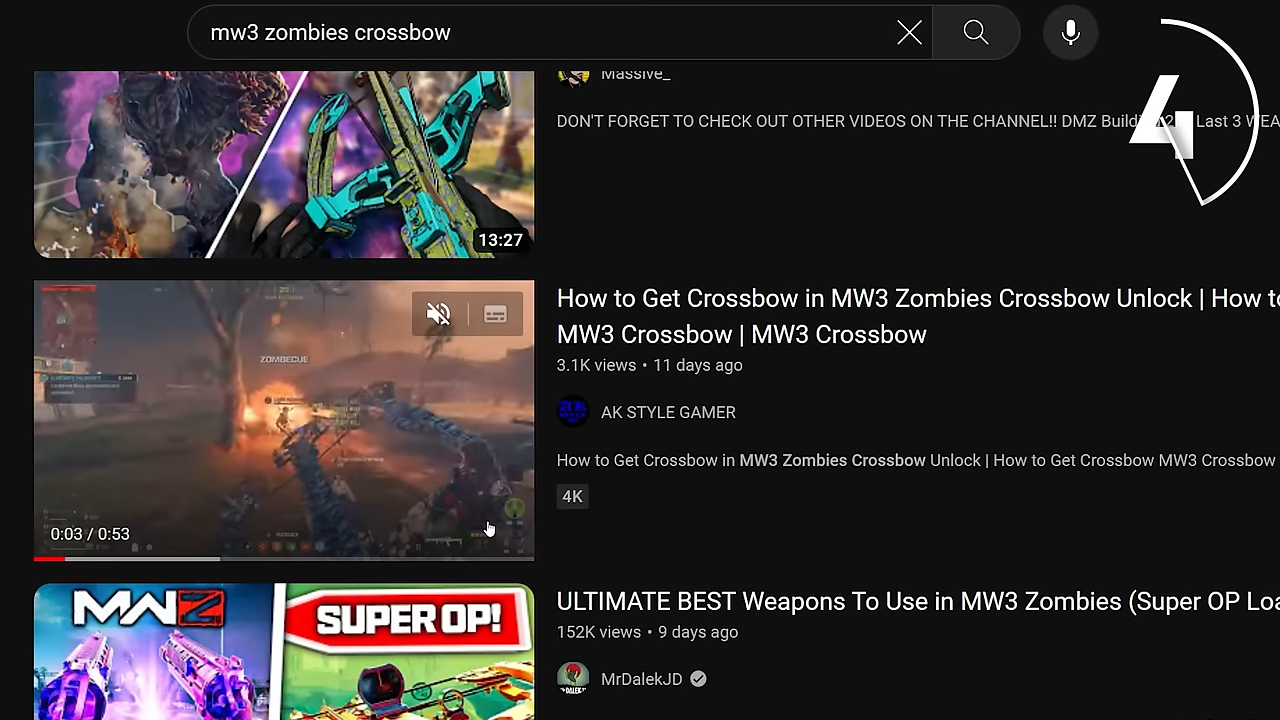 mw3 zombies crossbow
4
Massive_
DON'T FORGET TO CHECK OUT OTHER VIDEOS ON THE CHANNEL!! DMZ Last 3 WEA
13:27
ZOMBECUE
0:03 / 0:53
How to Get Crossbow in MW3 Zombies Crossbow Unlock | How to
MW3 Crossbow | MW3 Crossbow
3.1K views • 11 days ago
AK STYLE GAMER
How to Get Crossbow in MW3 Zombies Crossbow Unlock | How to Get Crossbow MW3 Crossbow
4K
MWZ
SUPER OP!
ULTIMATE BEST Weapons To Use in MW3 Zombies (Super OP Loa
152K views • 9 days ago
MrDalekJD